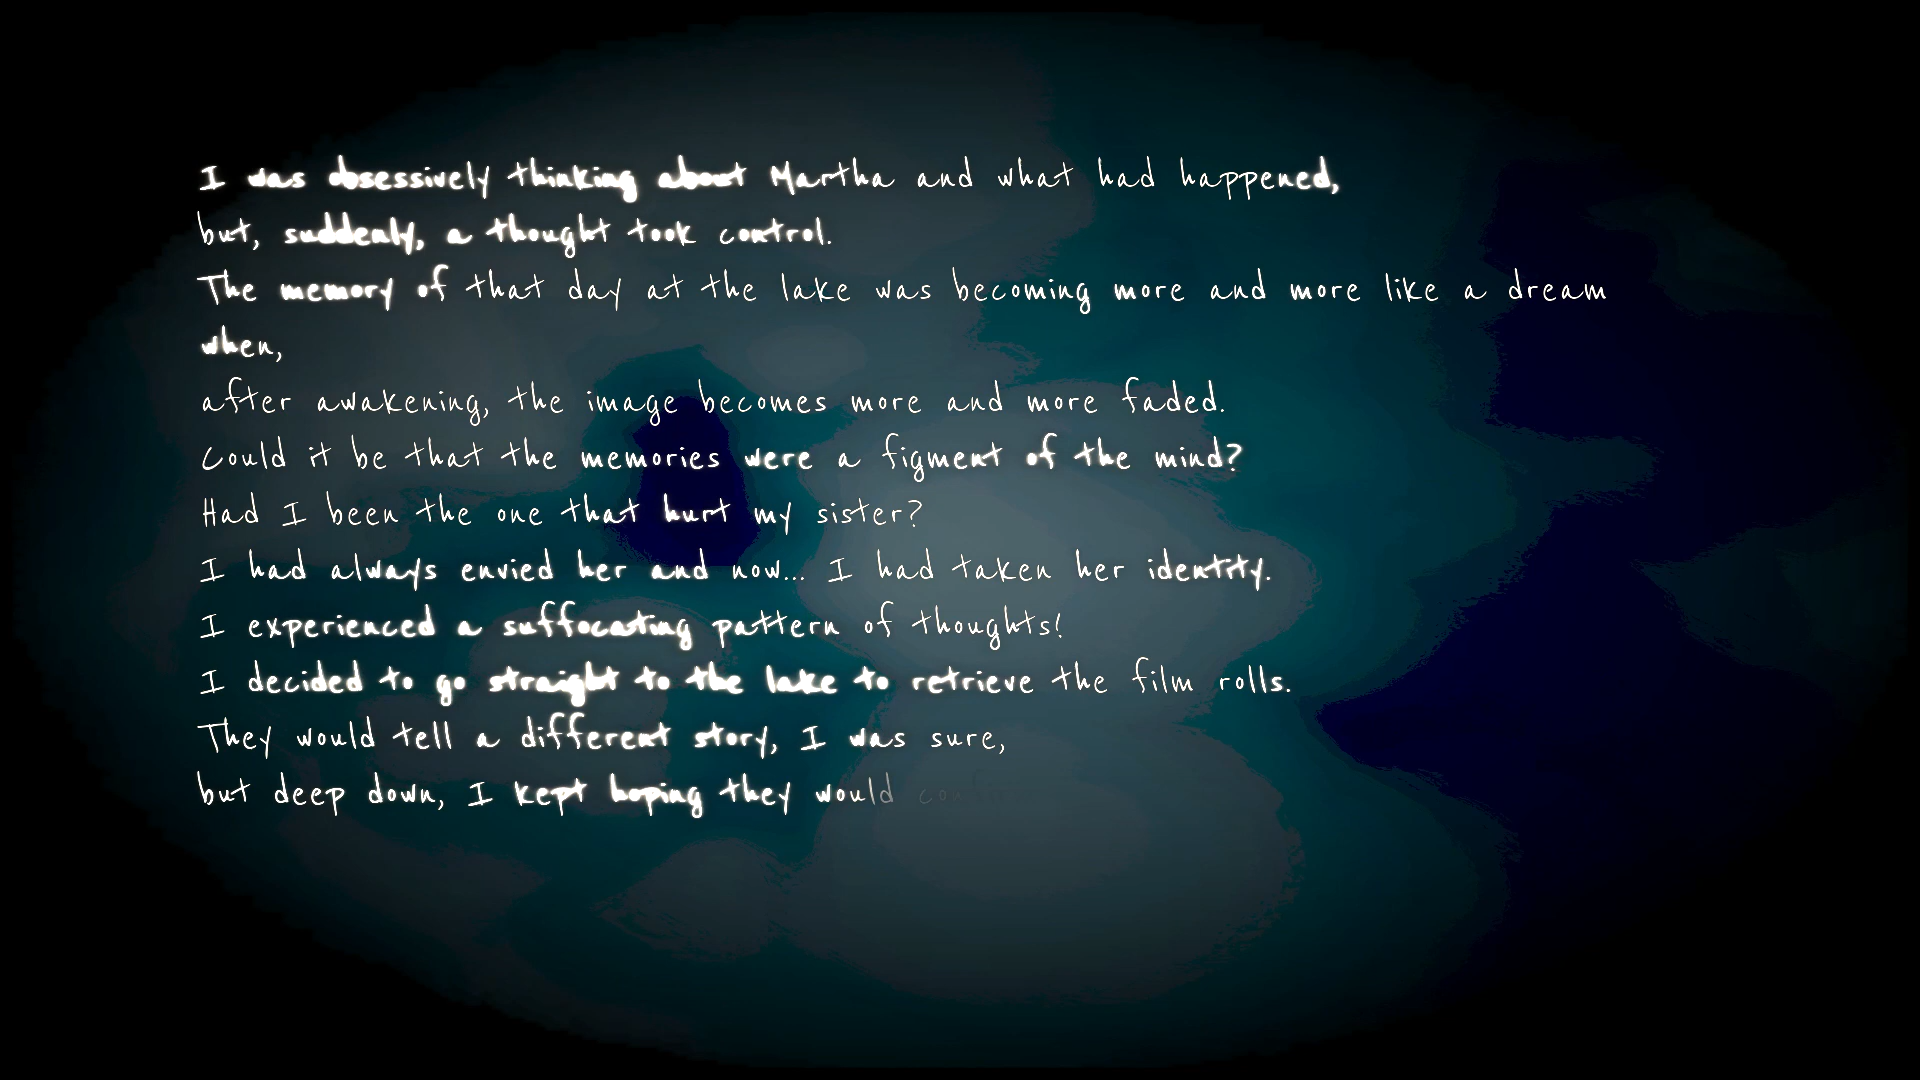 I was obsessively thinking about Martha and what had happened,
but, suddenly, a thought took control.
The memory of that day at the lake was becoming more and more like a dream
when,
after awakening, the image becomes more and more faded.
Could it be that the memories were a figment of the mind?
Had I been the one that hurt my sister?
I had always envied her and now... I had taken her identity.
I experienced a suffocating pattern of thoughts!
I decided to go straight to the lake to retrieve the film rolls.
They would tell a different story, I was sure,
but deep down, I kept hoping they would